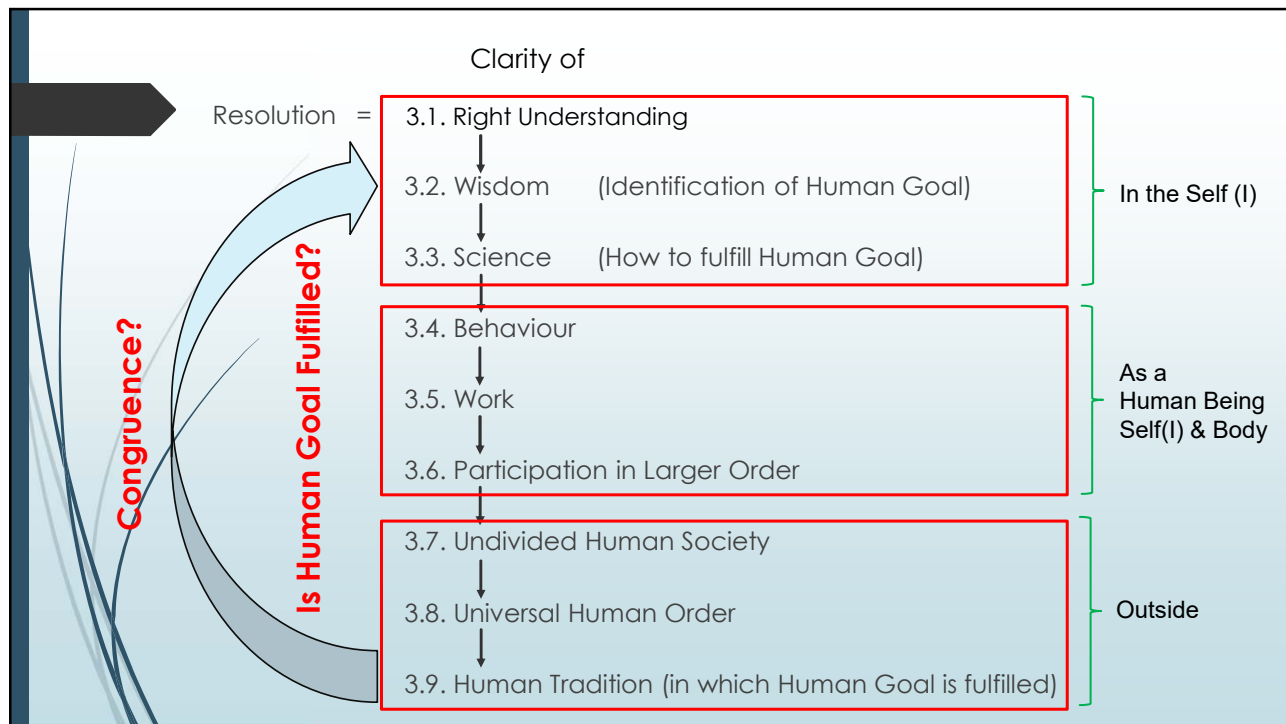 Clarity of
Resolution = 3.1. Right Understanding
3.2. Wisdom (Identification of Human Goal)
3.3. Science (How to fulfill Human Goal)
In the Self (I)
3.4. Behaviour
3.5. Work
3.6. Participation in Larger Order
As a
Human Being
Self(I) & Body
3.7. Undivided Human Society
3.8. Universal Human Order
3.9. Human Tradition (in which Human Goal is fulfilled)
Outside
Congruence?
Is Human Goal Fulfilled?